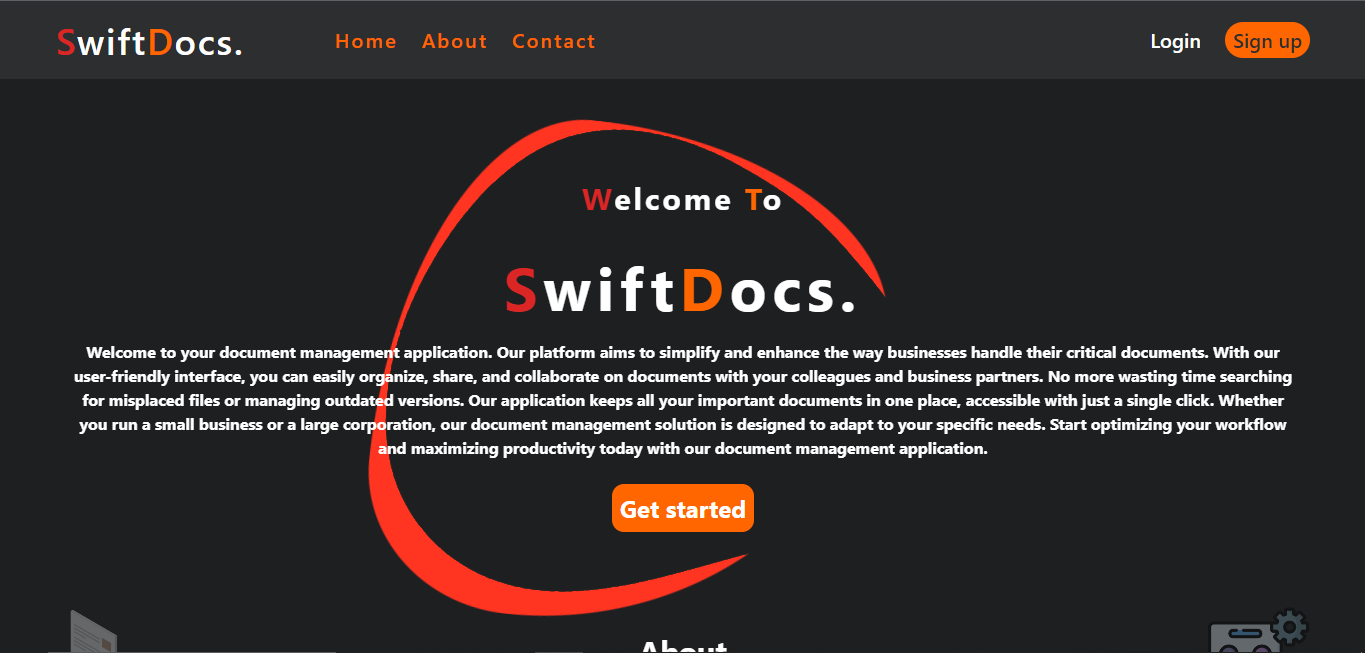 SwiftDocs.
Home About Contact
Login Sign up
Welcome To
SwiftDocs.
Welcome to your document management application. Our platform aims to simplify and enhance the way businesses handle their critical documents. With our
user-friendly interface, you can easily organize, share, and collaborate on documents with your colleagues and business partners. No more wasting time searching
for misplaced files or managing outdated versions. Our application keeps all your important documents in one place, accessible with just a single click. Whether
you run a small business or a large corporation, our document management solution is designed to adapt to your specific needs. Start optimizing your workflow
and maximizing productivity today with our document management application.
Get started
About